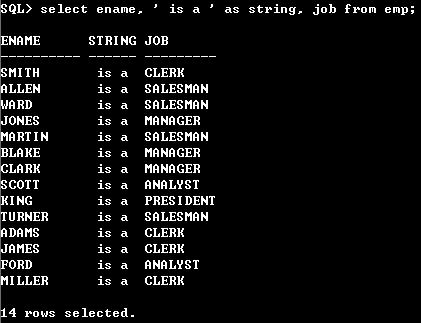 SQL> select ename, ' is a ' as string, job from emp;
ENAME      STRING JOB
---------- ------ ---------
SMITH       is a  CLERK
ALLEN       is a  SALESMAN
WARD        is a  SALESMAN
JONES       is a  MANAGER
MARTIN      is a  SALESMAN
BLAKE       is a  MANAGER
CLARK       is a  MANAGER
SCOTT       is a  ANALYST
KING        is a  PRESIDENT
TURNER      is a  SALESMAN
ADAMS       is a  CLERK
JAMES       is a  CLERK
FORD        is a  ANALYST
MILLER      is a  CLERK
14 rows selected.